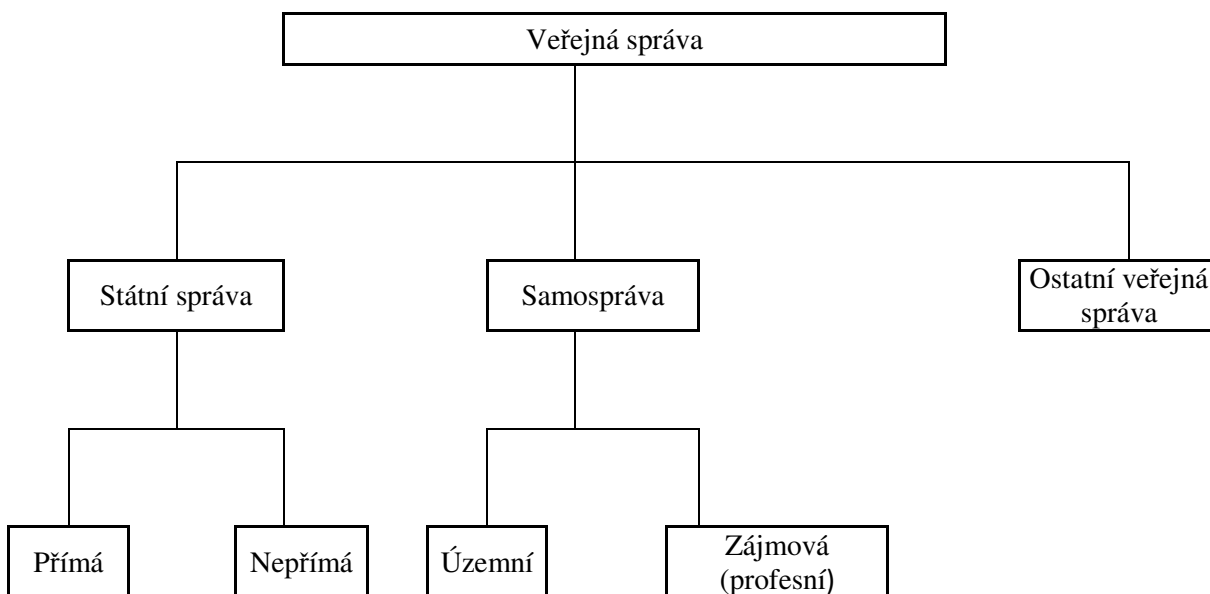 Veřejná správa
Státní správa
Samospráva
Ostatní veřejná
správa
Přímá
Nepřímá
Územní
Zájmová
(profesní)